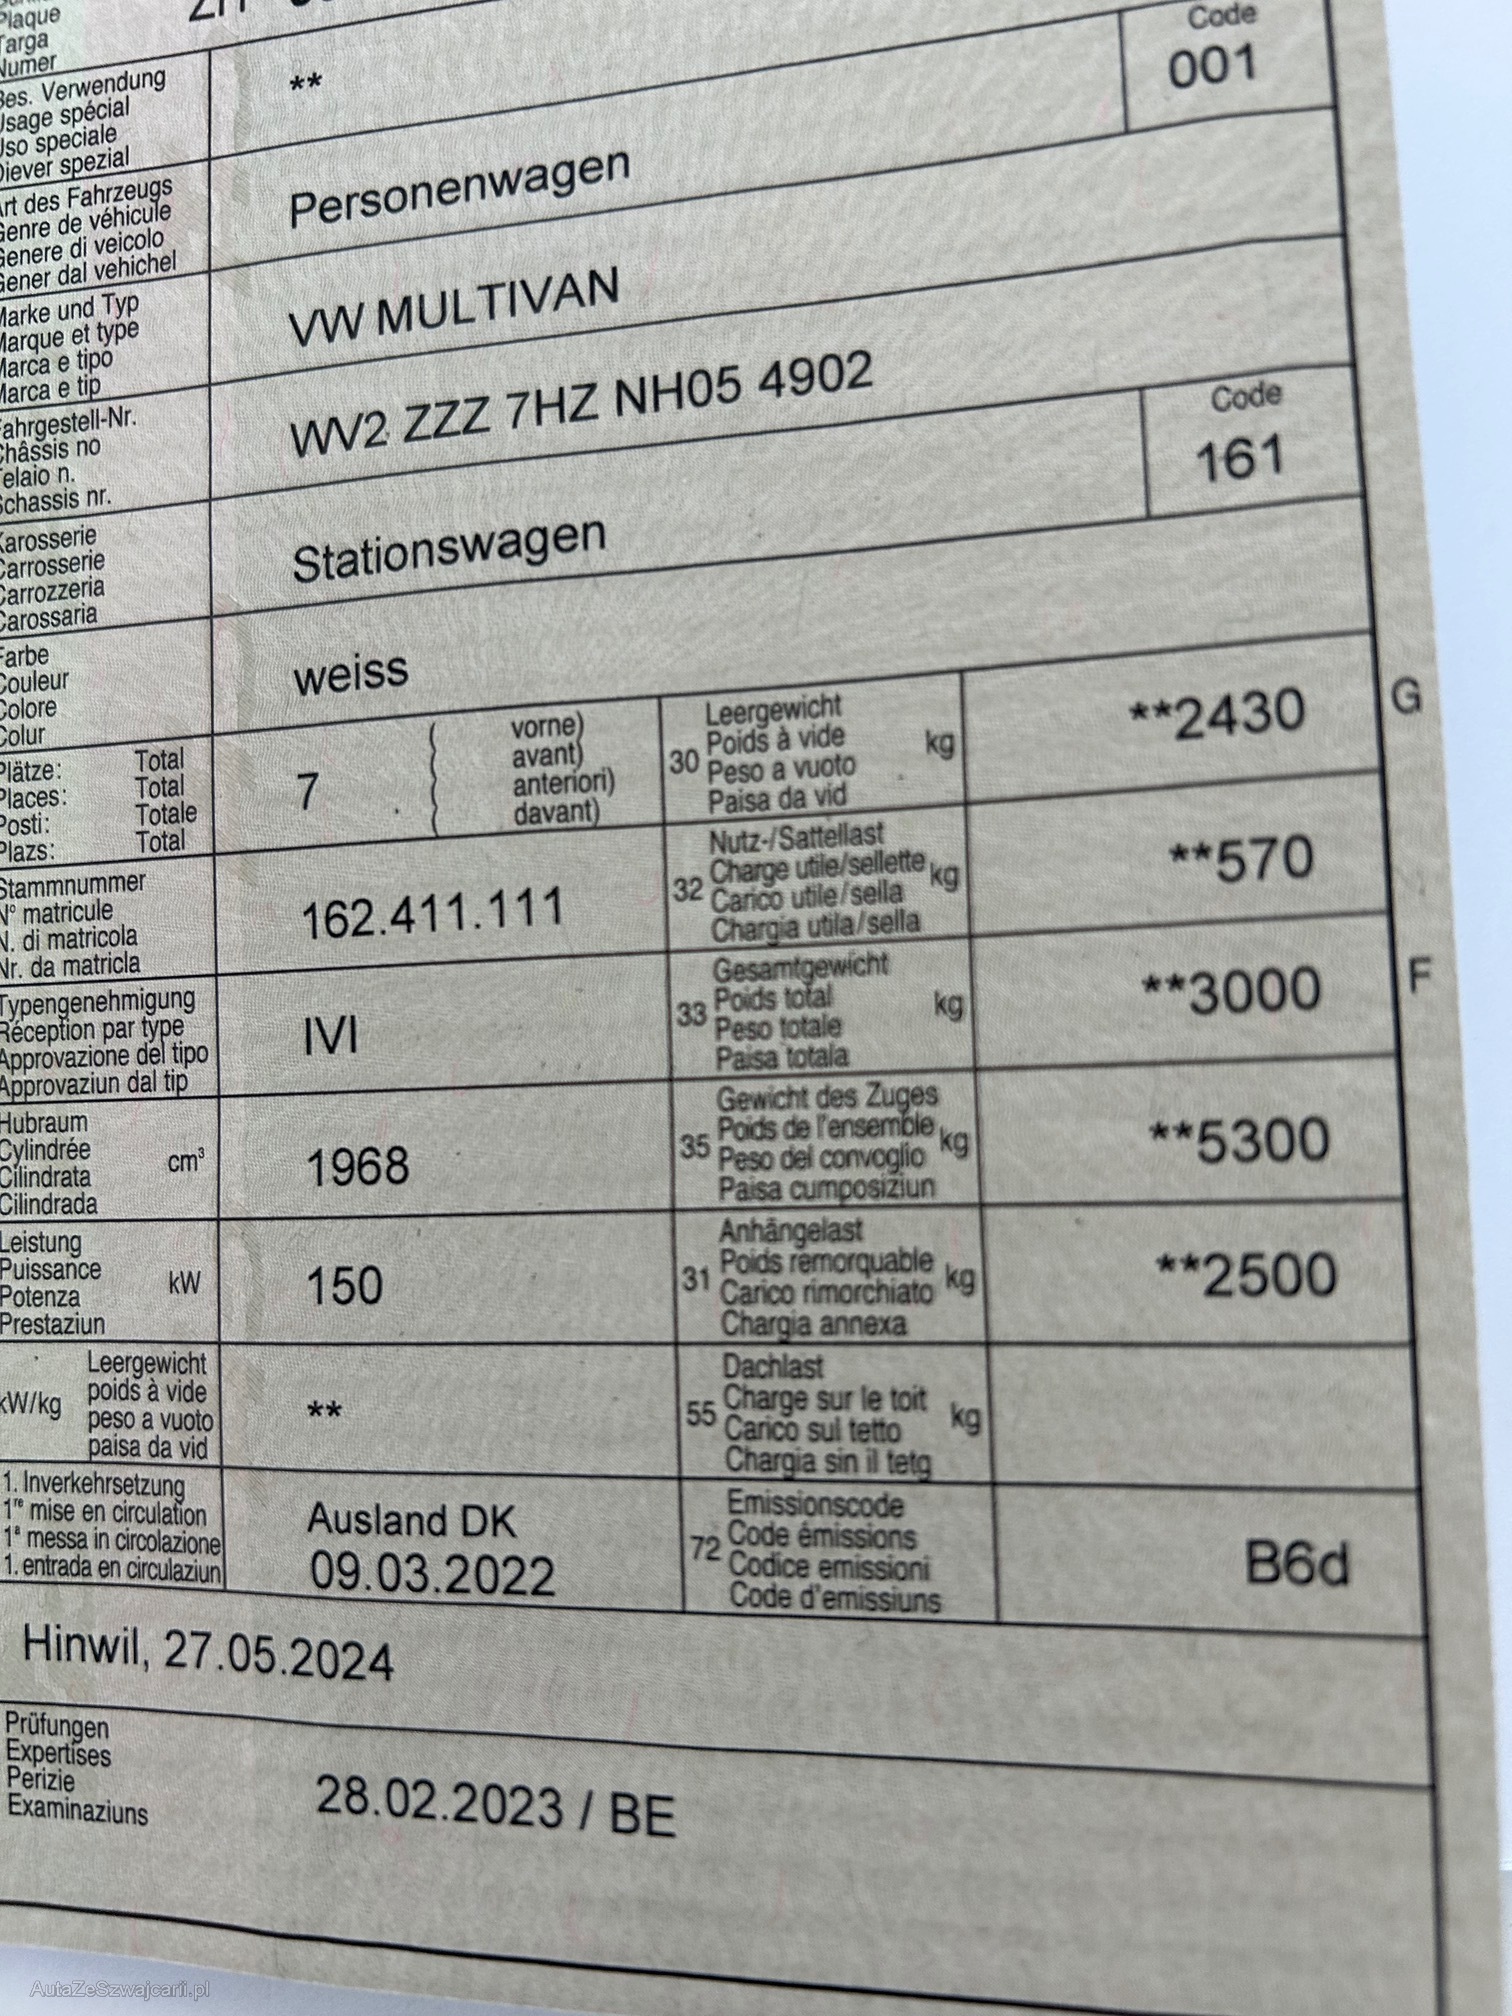 Plaque
Targa
Numer
ZH
Bes. Verwendung
Usage spécial
Uso speciale
Diever spezial
**
Code
001
Art des Fahrzeugs
Genre de véhicule
Genere di veicolo
Gener dal vehichel
Personenwagen
Marke und Typ
Marque et type
Marca e tipo
Marca e tip
VW MULTIVAN
Fahrgestell-Nr.
Châssis no
Telaio n.
Schassis nr.
WV2 ZZZ 7HZ NH05 4902
Karosserie
Carrosserie
Carrozzeria
Carossaria
Stationswagen
Code
161
Farbe
Couleur
Colore
Colur
weiss
Plätze: Total
Places: Total
Posti: Totale
Plazs: Total
7
vorne)
avant)
anteriori)
davant)
30
Leergewicht
Poids à vide
Peso a vuoto
Paisa da vid
kg
**2430
G
Stammnummer
N° matricule
N. di matricola
Nr. da matricla
162.411.111
32
Nutz-/Sattellast
Charge utile/sellette
Carico utile/sella
Chargia utila/sella
kg
**570
Typengenehmigung
Réception par type
Approvazione del tipo
Approvaziun dal tip
IVI
33
Gesamtgewicht
Poids total
Peso totale
Paisa totala
kg
**3000
F
Hubraum
Cylindrée
Cilindrata
Cilindrada
cm³
1968
35
Gewicht des Zuges
Poids de l'ensemble
Peso del convoglio
Paisa cumposiziun
kg
**5300
Leistung
Puissance
Potenza
Prestaziun
kW
150
31
Anhängelast
Poids remorquable
Carico rimorchiato
Chargia annexa
kg
**2500
kW/kg
Leergewicht
poids à vide
peso a vuoto
paisa da vid
**
55
Dachlast
Charge sur le toit
Carico sul tetto
Chargia sin il tetg
kg
1. Inverkehrsetzung
1re mise en circulation
1a messa in circolazione
1. entrada en circulaziun
Ausland DK
09.03.2022
72
Emissionscode
Code émissions
Codice emissioni
Code d'emissiuns
B6d
Hinwil, 27.05.2024
Prüfungen
Expertises
Perizie
Examinaziuns
28.02.2023 / BE
AutaZeSzwajcarii.pl